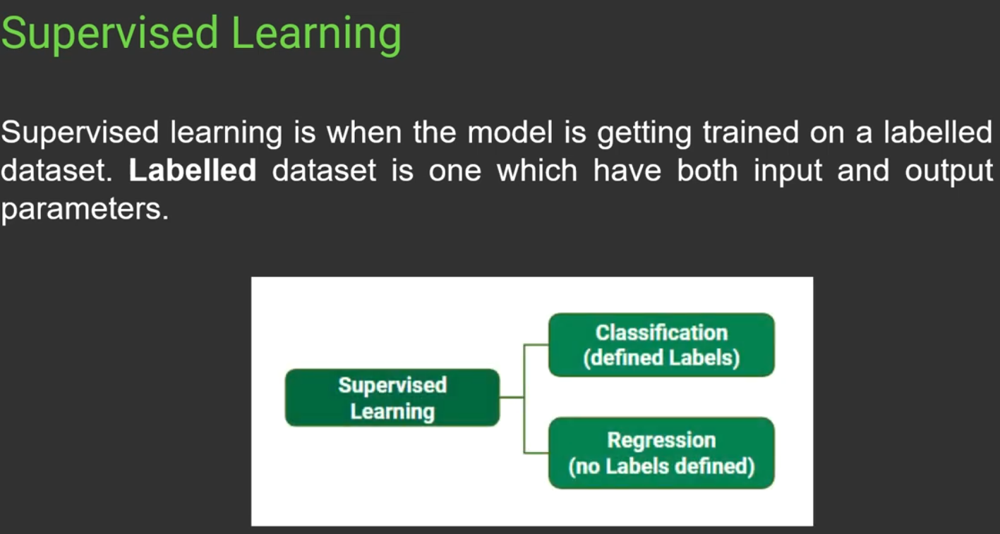 Supervised Learning
Supervised learning is when the model is getting trained on a labelled
dataset. Labelled dataset is one which have both input and output
parameters.
Supervised
Learning
Classification
(defined Labels)
Regression
(no Labels defined)